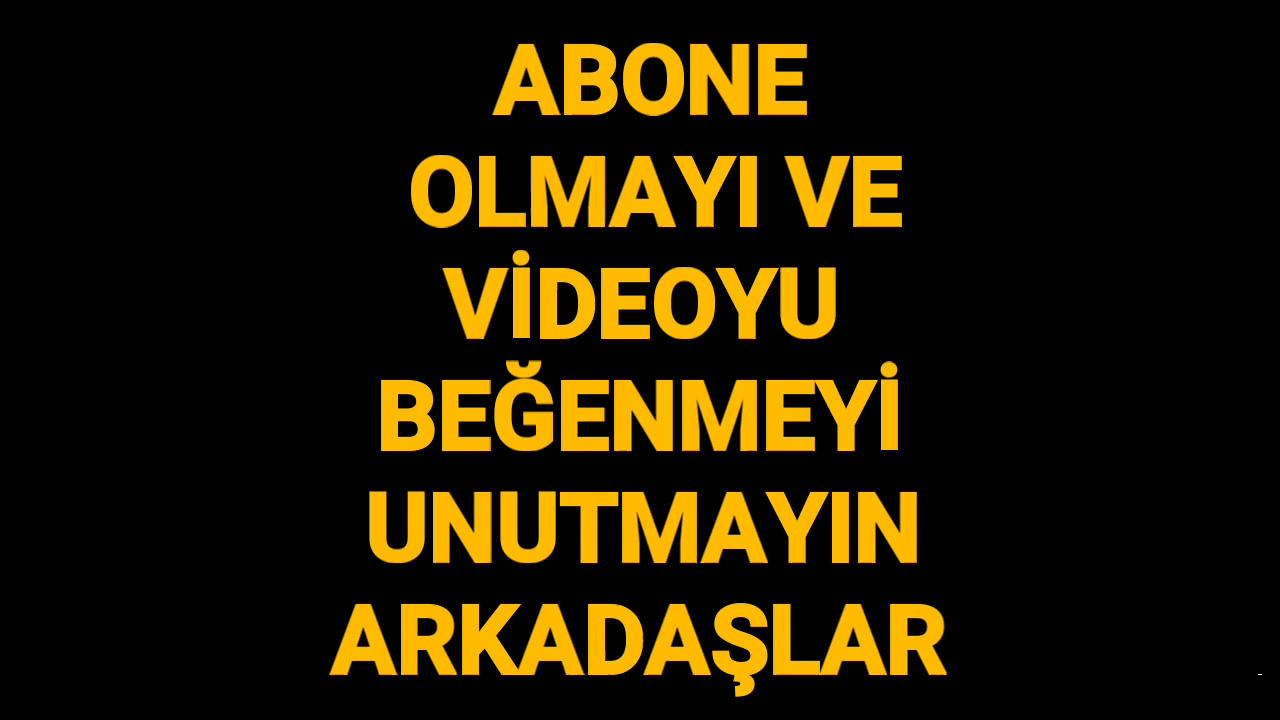 ABONE
OLMAYI VE
VİDEOYU
BEĞENMEYİ
UNUTMAYIN
ARKADAŞLAR